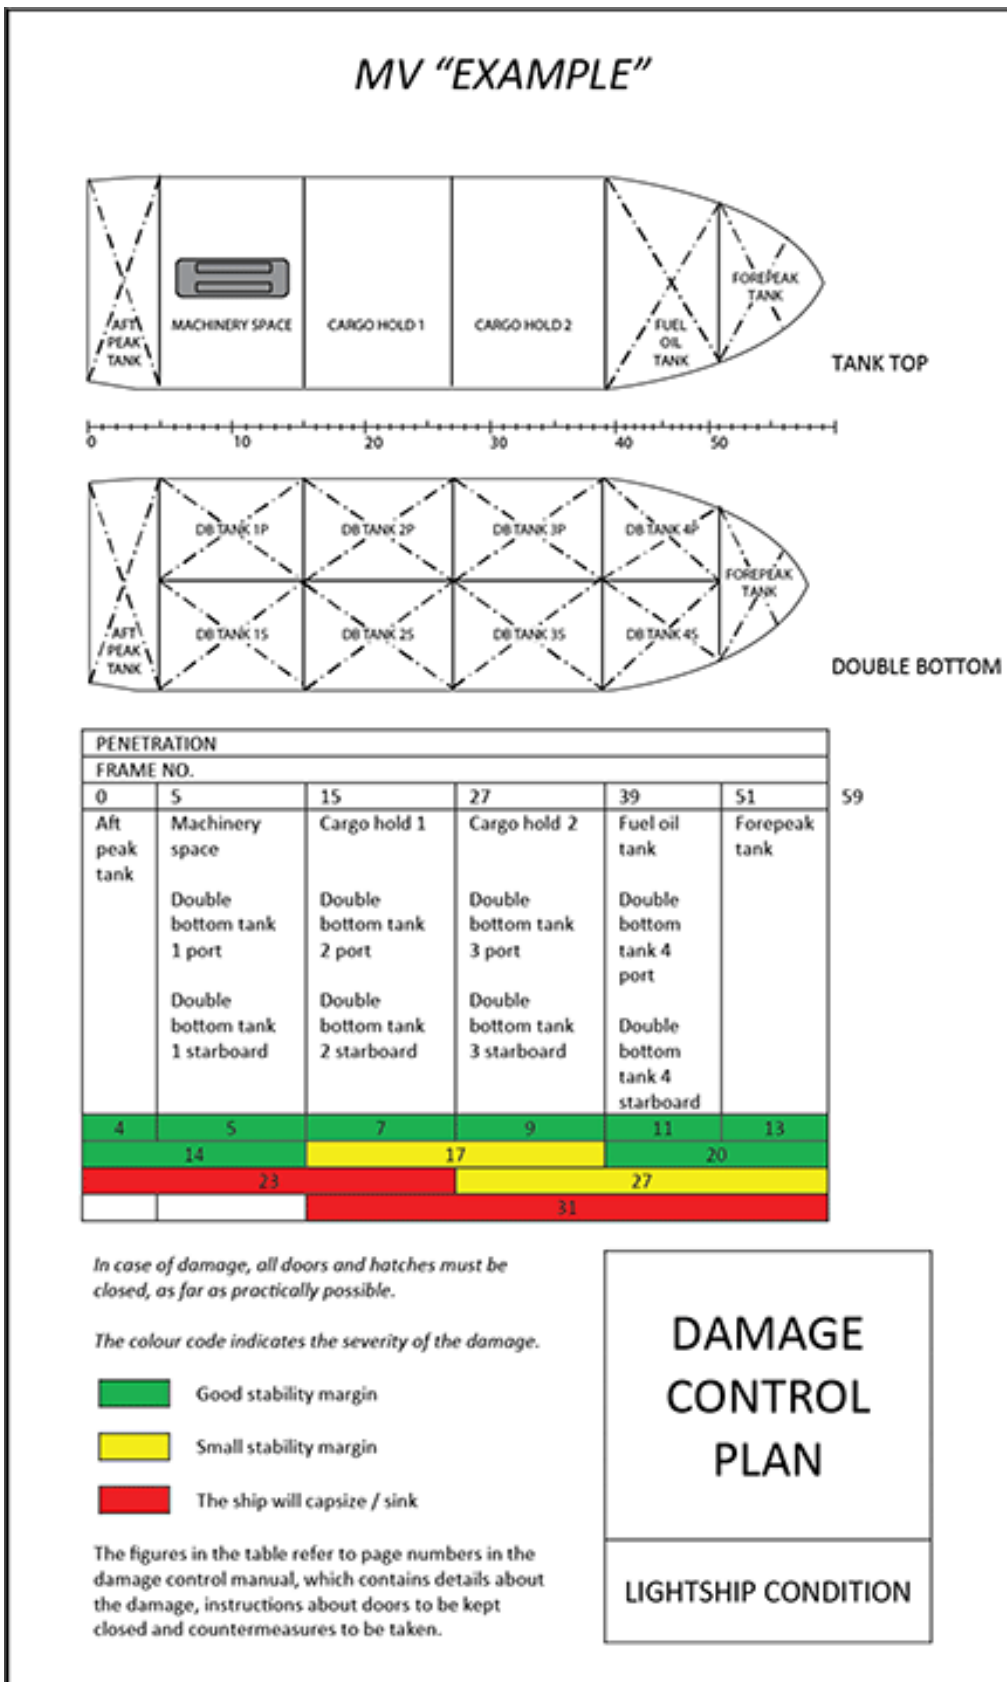 MV “EXAMPLE”
AFT
PEAK
TANK
MACHINERY SPACE
CARGO HOLD 1
CARGO HOLD 2
FUEL
OIL
TANK
FOREPEAK
TANK
TANK TOP
0 10 20 30 40 50
DB TANK 1P
DB TANK 2P
DB TANK 3P
DB TANK 4P
FOREPEAK
TANK
AFT
PEAK
TANK
DB TANK 1S
DB TANK 2S
DB TANK 3S
DB TANK 4S
DOUBLE BOTTOM
PENETRATION
FRAME NO.
0 5 15 27 39 51 59
Aft
peak
tank
Machinery
space
Double
bottom tank
1 port
Double
bottom tank
1 starboard
Cargo hold 1
Double
bottom tank
2 port
Double
bottom tank
2 starboard
Cargo hold 2
Double
bottom tank
3 port
Double
bottom tank
3 starboard
Fuel oil
tank
Double
bottom
tank 4
port
Double
bottom
tank 4
starboard
Forepeak
tank
4 5 7 9 11 13
14 17 20
23 27
31
In case of damage, all doors and hatches must be
closed, as far as practically possible.
The colour code indicates the severity of the damage.
Good stability margin
Small stability margin
The ship will capsize / sink
The figures in the table refer to page numbers in the
damage control manual, which contains details about
the damage, instructions about doors to be kept
closed and countermeasures to be taken.
DAMAGE
CONTROL
PLAN
LIGHTSHIP CONDITION